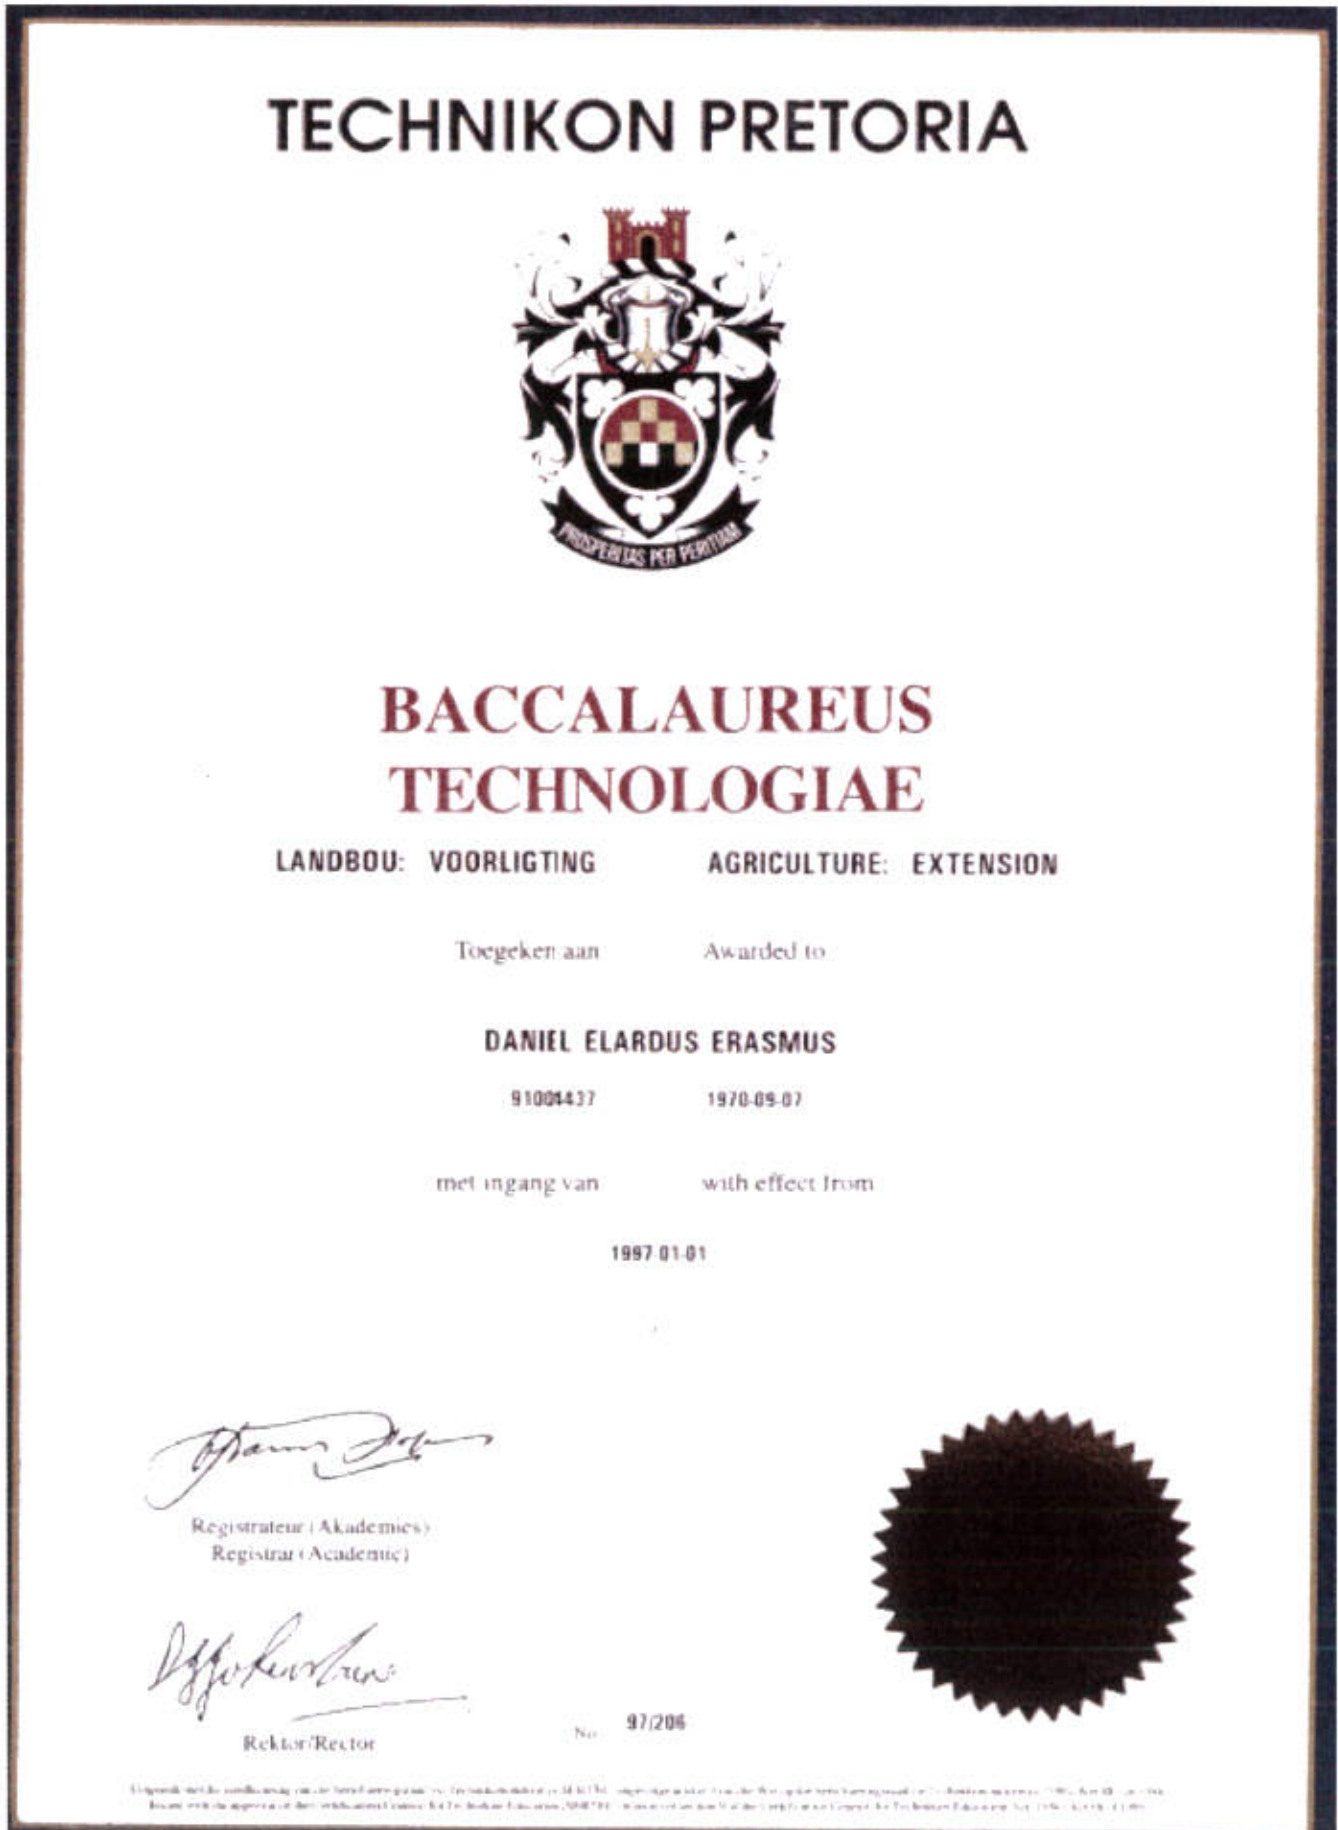 TECHNIKON PRETORIA
PROSPERITAS PER PERITIAM
BACCALAUREUS
TECHNOLOGIAE
LANDBOU: VOORLIGTING AGRICULTURE: EXTENSION
Toegeken aan Awarded to
DANIEL ELARDUS ERASMUS
91004437 1970-09-07
met ingang van with effect from
1997-01-01
Registrateur (Akademies)
Registrar (Academic)
Rektor/Rector
No. 97/206